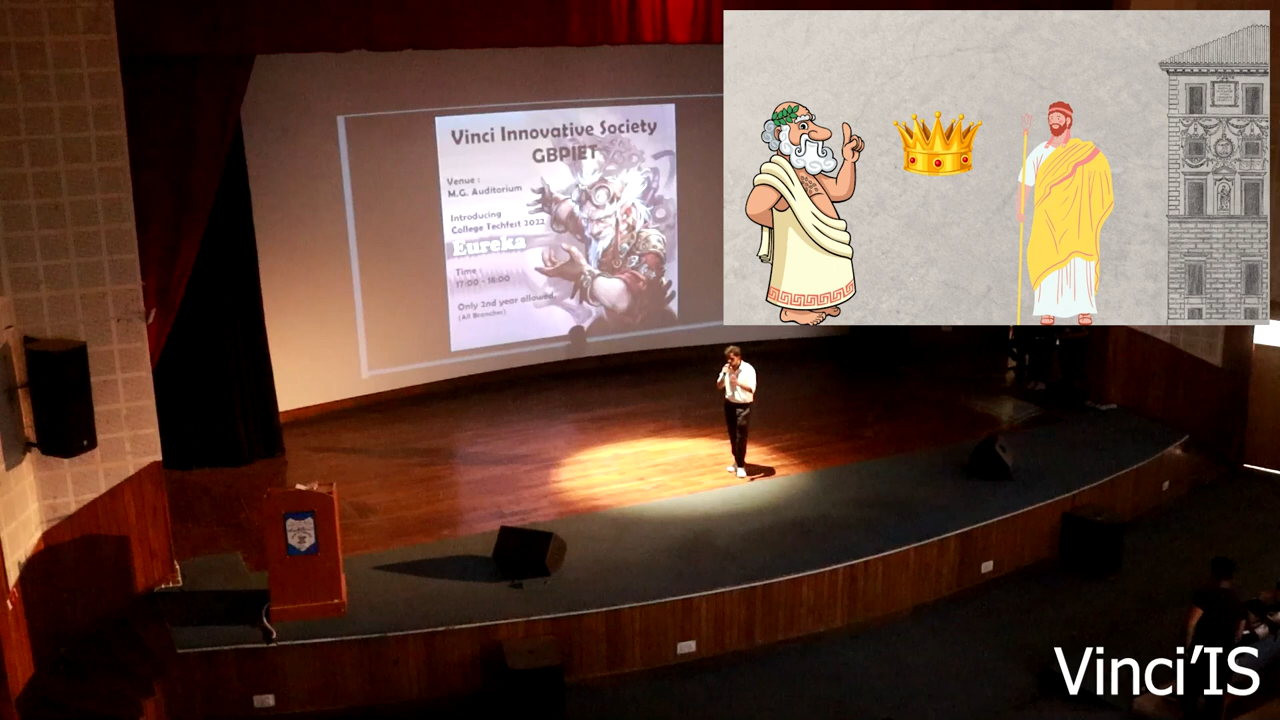 Vinci Innovative Society
GBPIET
Venue :
M.G. Auditorium
Introducing
College Techfeit 2022
Eureka
Time
17:00 - 18:00
Only 2nd year allowed.
(All Branches)
Vinci'IS